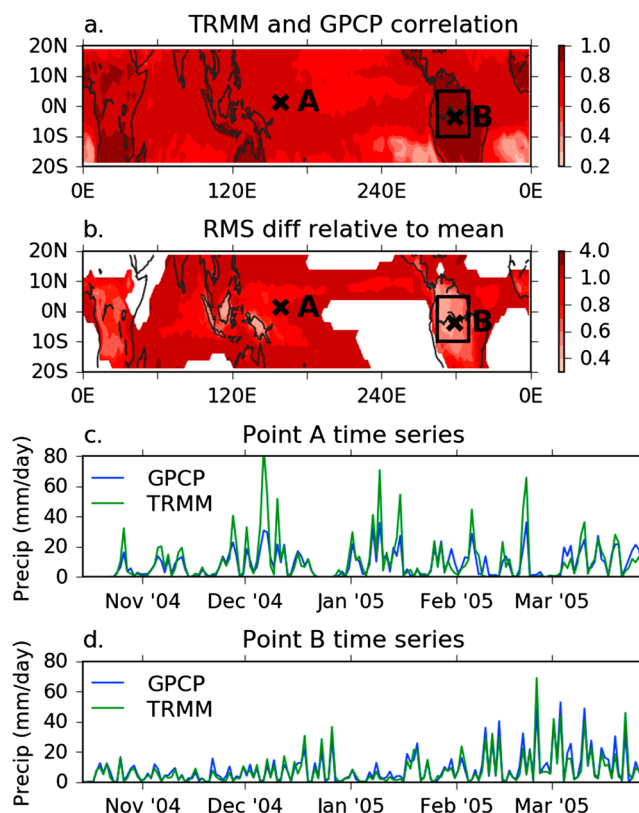 a. TRMM and GPCP correlation
20N
10N
0N
10S
20S
0E 120E 240E 0E
A
B
1.0
0.8
0.6
0.4
0.2
b. RMS diff relative to mean
20N
10N
0N
10S
20S
0E 120E 240E 0E
A
B
4.0
1.0
0.8
0.6
0.4
c. Point A time series
Precip (mm/day)
80
60
40
20
0
GPCP
TRMM
Nov '04 Dec '04 Jan '05 Feb '05 Mar '05
d. Point B time series
Precip (mm/day)
80
60
40
20
0
GPCP
TRMM
Nov '04 Dec '04 Jan '05 Feb '05 Mar '05